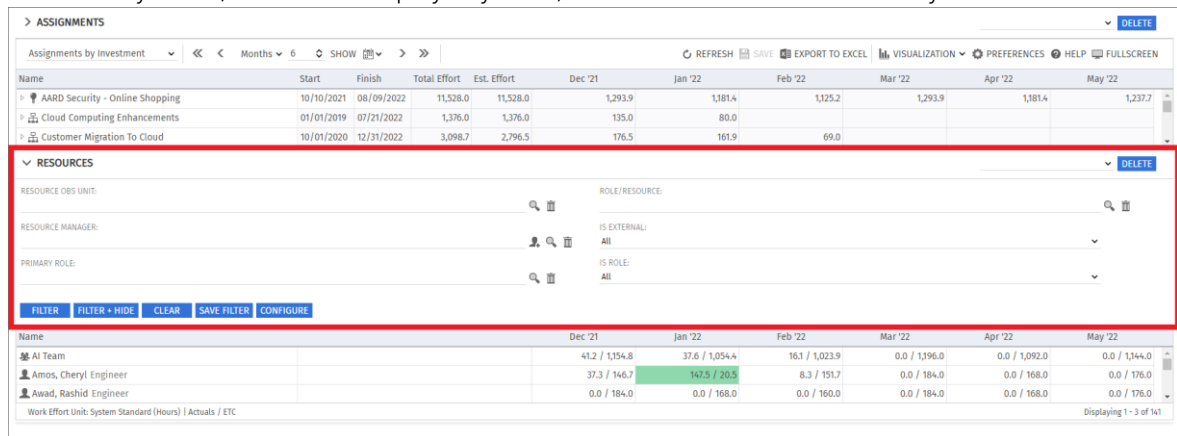 ASSIGNMENTS DELETE
Assignments by Investment Months 6 SHOW REFRESH SAVE EXPORT TO EXCEL VISUALIZATION PREFERENCES HELP FULLSCREEN
Name Start Finish Total Effort Est. Effort Dec '21 Jan '22 Feb '22 Mar '22 Apr '22 May '22
AARD Security - Online Shopping 10/10/2021 08/09/2022 11,528.0 11,528.0 1,293.9 1,181.4 1,125.2 1,293.9 1,181.4 1,237.7
Cloud Computing Enhancements 01/01/2019 07/21/2022 1,376.0 1,376.0 135.0 80.0
Customer Migration To Cloud 10/01/2020 12/31/2022 3,098.7 2,796.5 176.5 161.9 69.0
RESOURCES DELETE
RESOURCE OBS UNIT: ROLE/RESOURCE:
RESOURCE MANAGER: IS EXTERNAL:
All
PRIMARY ROLE: IS ROLE:
All
FILTER FILTER + HIDE CLEAR SAVE FILTER CONFIGURE
Name Dec '21 Jan '22 Feb '22 Mar '22 Apr '22 May '22
AI Team 41.2 / 1,154.8 37.6 / 1,054.4 16.1 / 1,023.9 0.0 / 1,196.0 0.0 / 1,092.0 0.0 / 1,144.0
Amos, Cheryl Engineer 37.3 / 146.7 147.5 / 20.5 8.3 / 151.7 0.0 / 184.0 0.0 / 168.0 0.0 / 176.0
Awad, Rashid Engineer 0.0 / 184.0 0.0 / 168.0 0.0 / 160.0 0.0 / 184.0 0.0 / 168.0 0.0 / 176.0
Work Effort Unit: System Standard (Hours) | Actuals / ETC Displaying 1 - 3 of 141